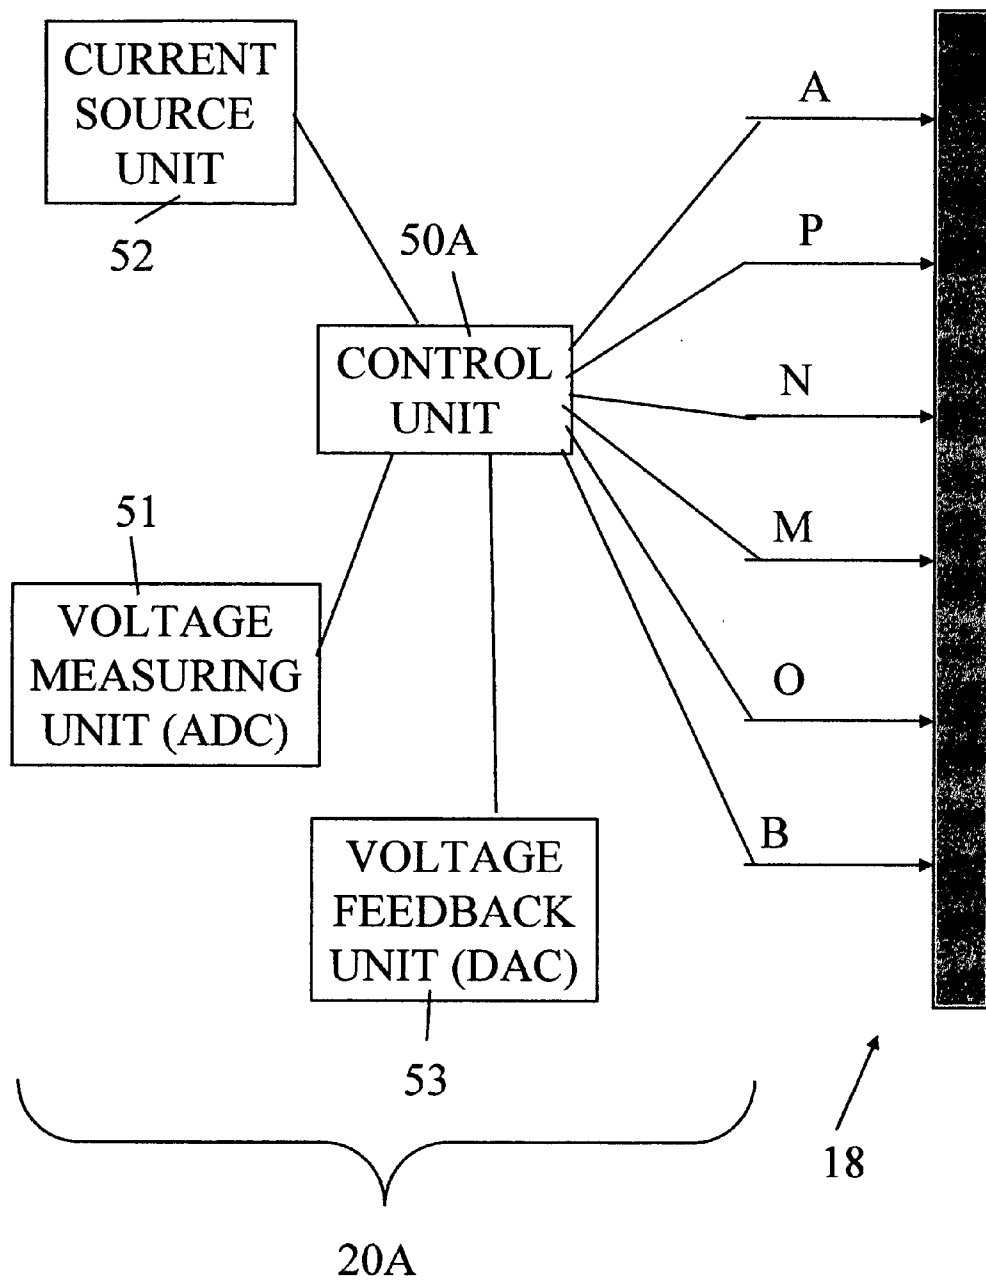 CURRENT
SOURCE
UNIT
52
50A
CONTROL
UNIT
A
P
N
M
O
B
51
VOLTAGE
MEASURING
UNIT (ADC)
VOLTAGE
FEEDBACK
UNIT (DAC)
53
18
20A